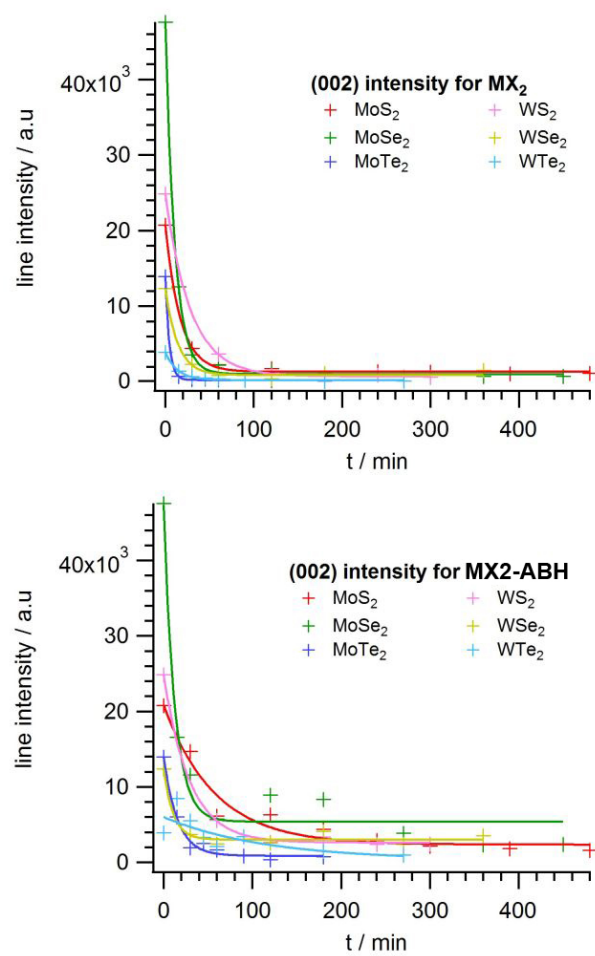 line intensity / a.u
40x10³
30
20
10
0
(002) intensity for MX₂
MoS₂ WS₂
MoSe₂ WSe₂
MoTe₂ WTe₂
0 100 200 300 400
t / min
line intensity / a.u
40x10³
30
20
10
0
(002) intensity for MX2-ABH
MoS₂ WS₂
MoSe₂ WSe₂
MoTe₂ WTe₂
0 100 200 300 400
t / min